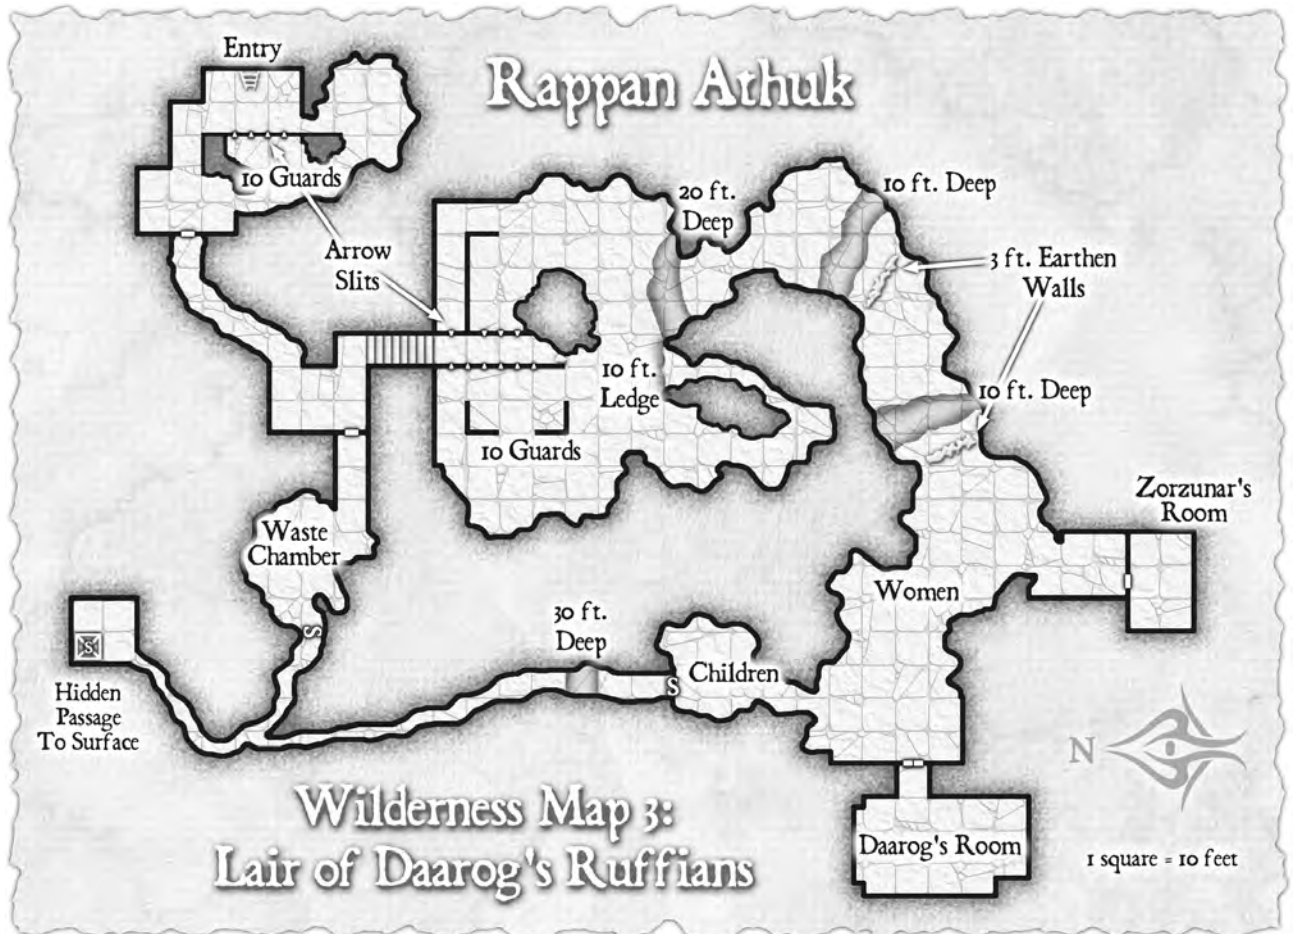 Entry
Rappan Athuk
10 Guards
Arrow
Slits
20 ft.
Deep
10 ft. Deep
3 ft. Earthen
Walls
10 ft.
Ledge
10 ft. Deep
10 Guards
Zorzunar's
Room
Waste
Chamber
Women
30 ft.
Deep
S
S
Children
S
Hidden
Passage
To Surface
N
Wilderness Map 3:
Lair of Daarog's Ruffians
Daarog's Room
1 square = 10 feet